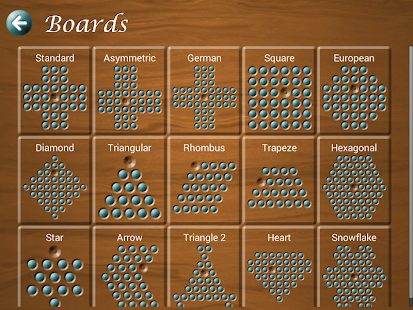 Boards
Standard Asymmetric German Square European
Diamond Triangular Rhombus Trapeze Hexagonal
Star Arrow Triangle 2 Heart Snowflake